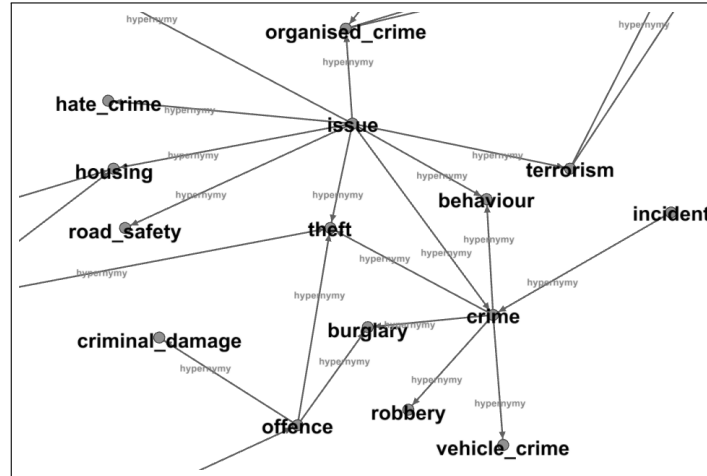 hypernymy
organised_crime
hypernymy
hate_crime
hypernymy
issue
hypernymy
hypernymy
terrorism
housing
hypernymy
hypernymy
behaviour
incident
road_safety
hypernymy
theft
hypernymy
hypernymy
hypernymy
hypernymy
hypernymy
crime
criminal_damage
burglary
hypernymy
hypernymy
hypernymy
hypernymy
robbery
hypernymy
offence
vehicle_crime